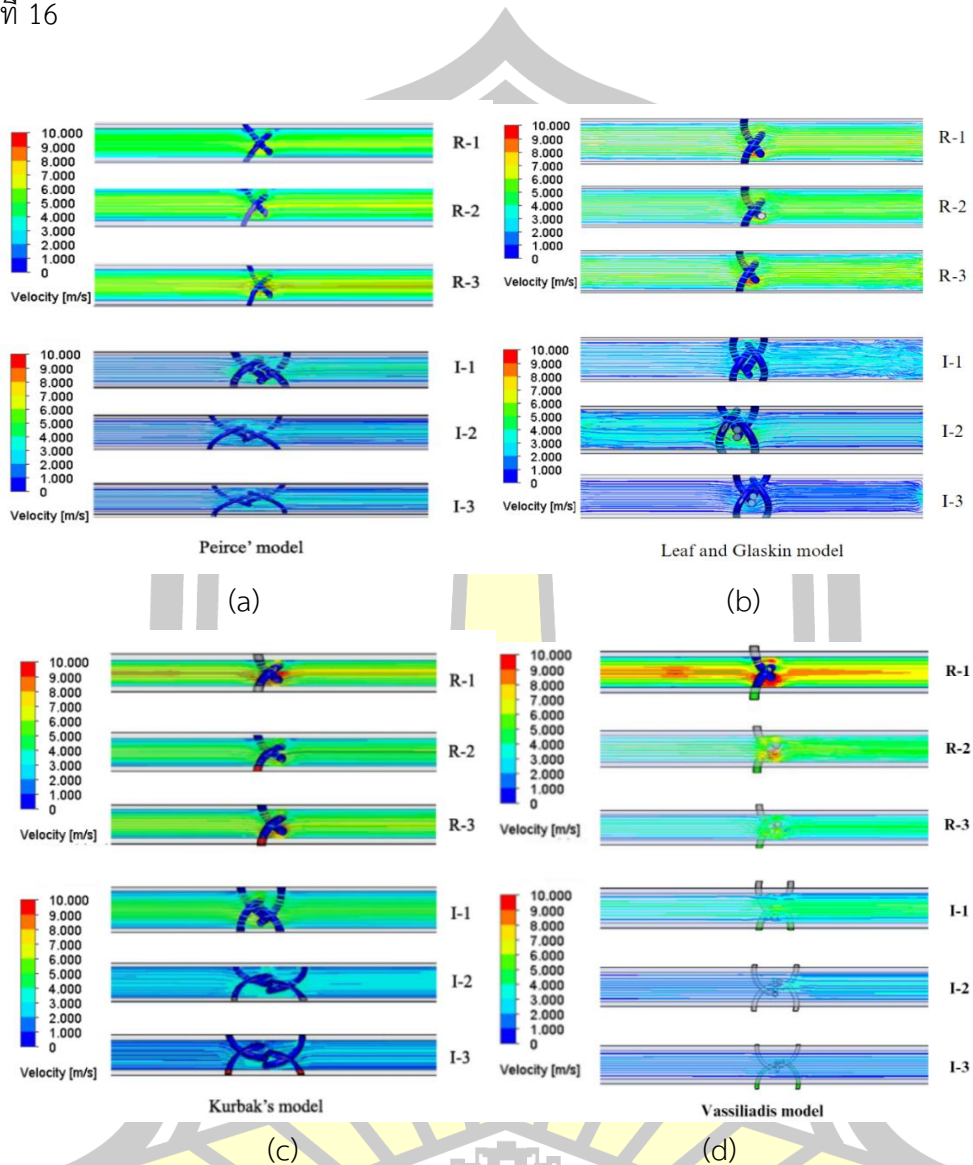 ที่ 16
10.000
9.000
8.000
7.000
6.000
5.000
4.000
3.000
2.000
1.000
0
Velocity [m/s]
R-1
R-2
R-3
10.000
9.000
8.000
7.000
6.000
5.000
4.000
3.000
2.000
1.000
0
Velocity [m/s]
I-1
I-2
I-3
Peirce' model
(a)
10.000
9.000
8.000
7.000
6.000
5.000
4.000
3.000
2.000
1.000
0
Velocity [m/s]
R-1
R-2
R-3
10.000
9.000
8.000
7.000
6.000
5.000
4.000
3.000
2.000
1.000
0
Velocity [m/s]
I-1
I-2
I-3
Leaf and Glaskin model
(b)
10.000
9.000
8.000
7.000
6.000
5.000
4.000
3.000
2.000
1.000
0
Velocity [m/s]
R-1
R-2
R-3
10.000
9.000
8.000
7.000
6.000
5.000
4.000
3.000
2.000
1.000
0
Velocity [m/s]
I-1
I-2
I-3
Kurbak's model
(c)
10.000
9.000
8.000
7.000
6.000
5.000
4.000
3.000
2.000
1.000
0
Velocity [m/s]
R-1
R-2
R-3
10.000
9.000
8.000
7.000
6.000
5.000
4.000
3.000
2.000
1.000
0
Velocity [m/s]
I-1
I-2
I-3
Vassiliadis model
(d)